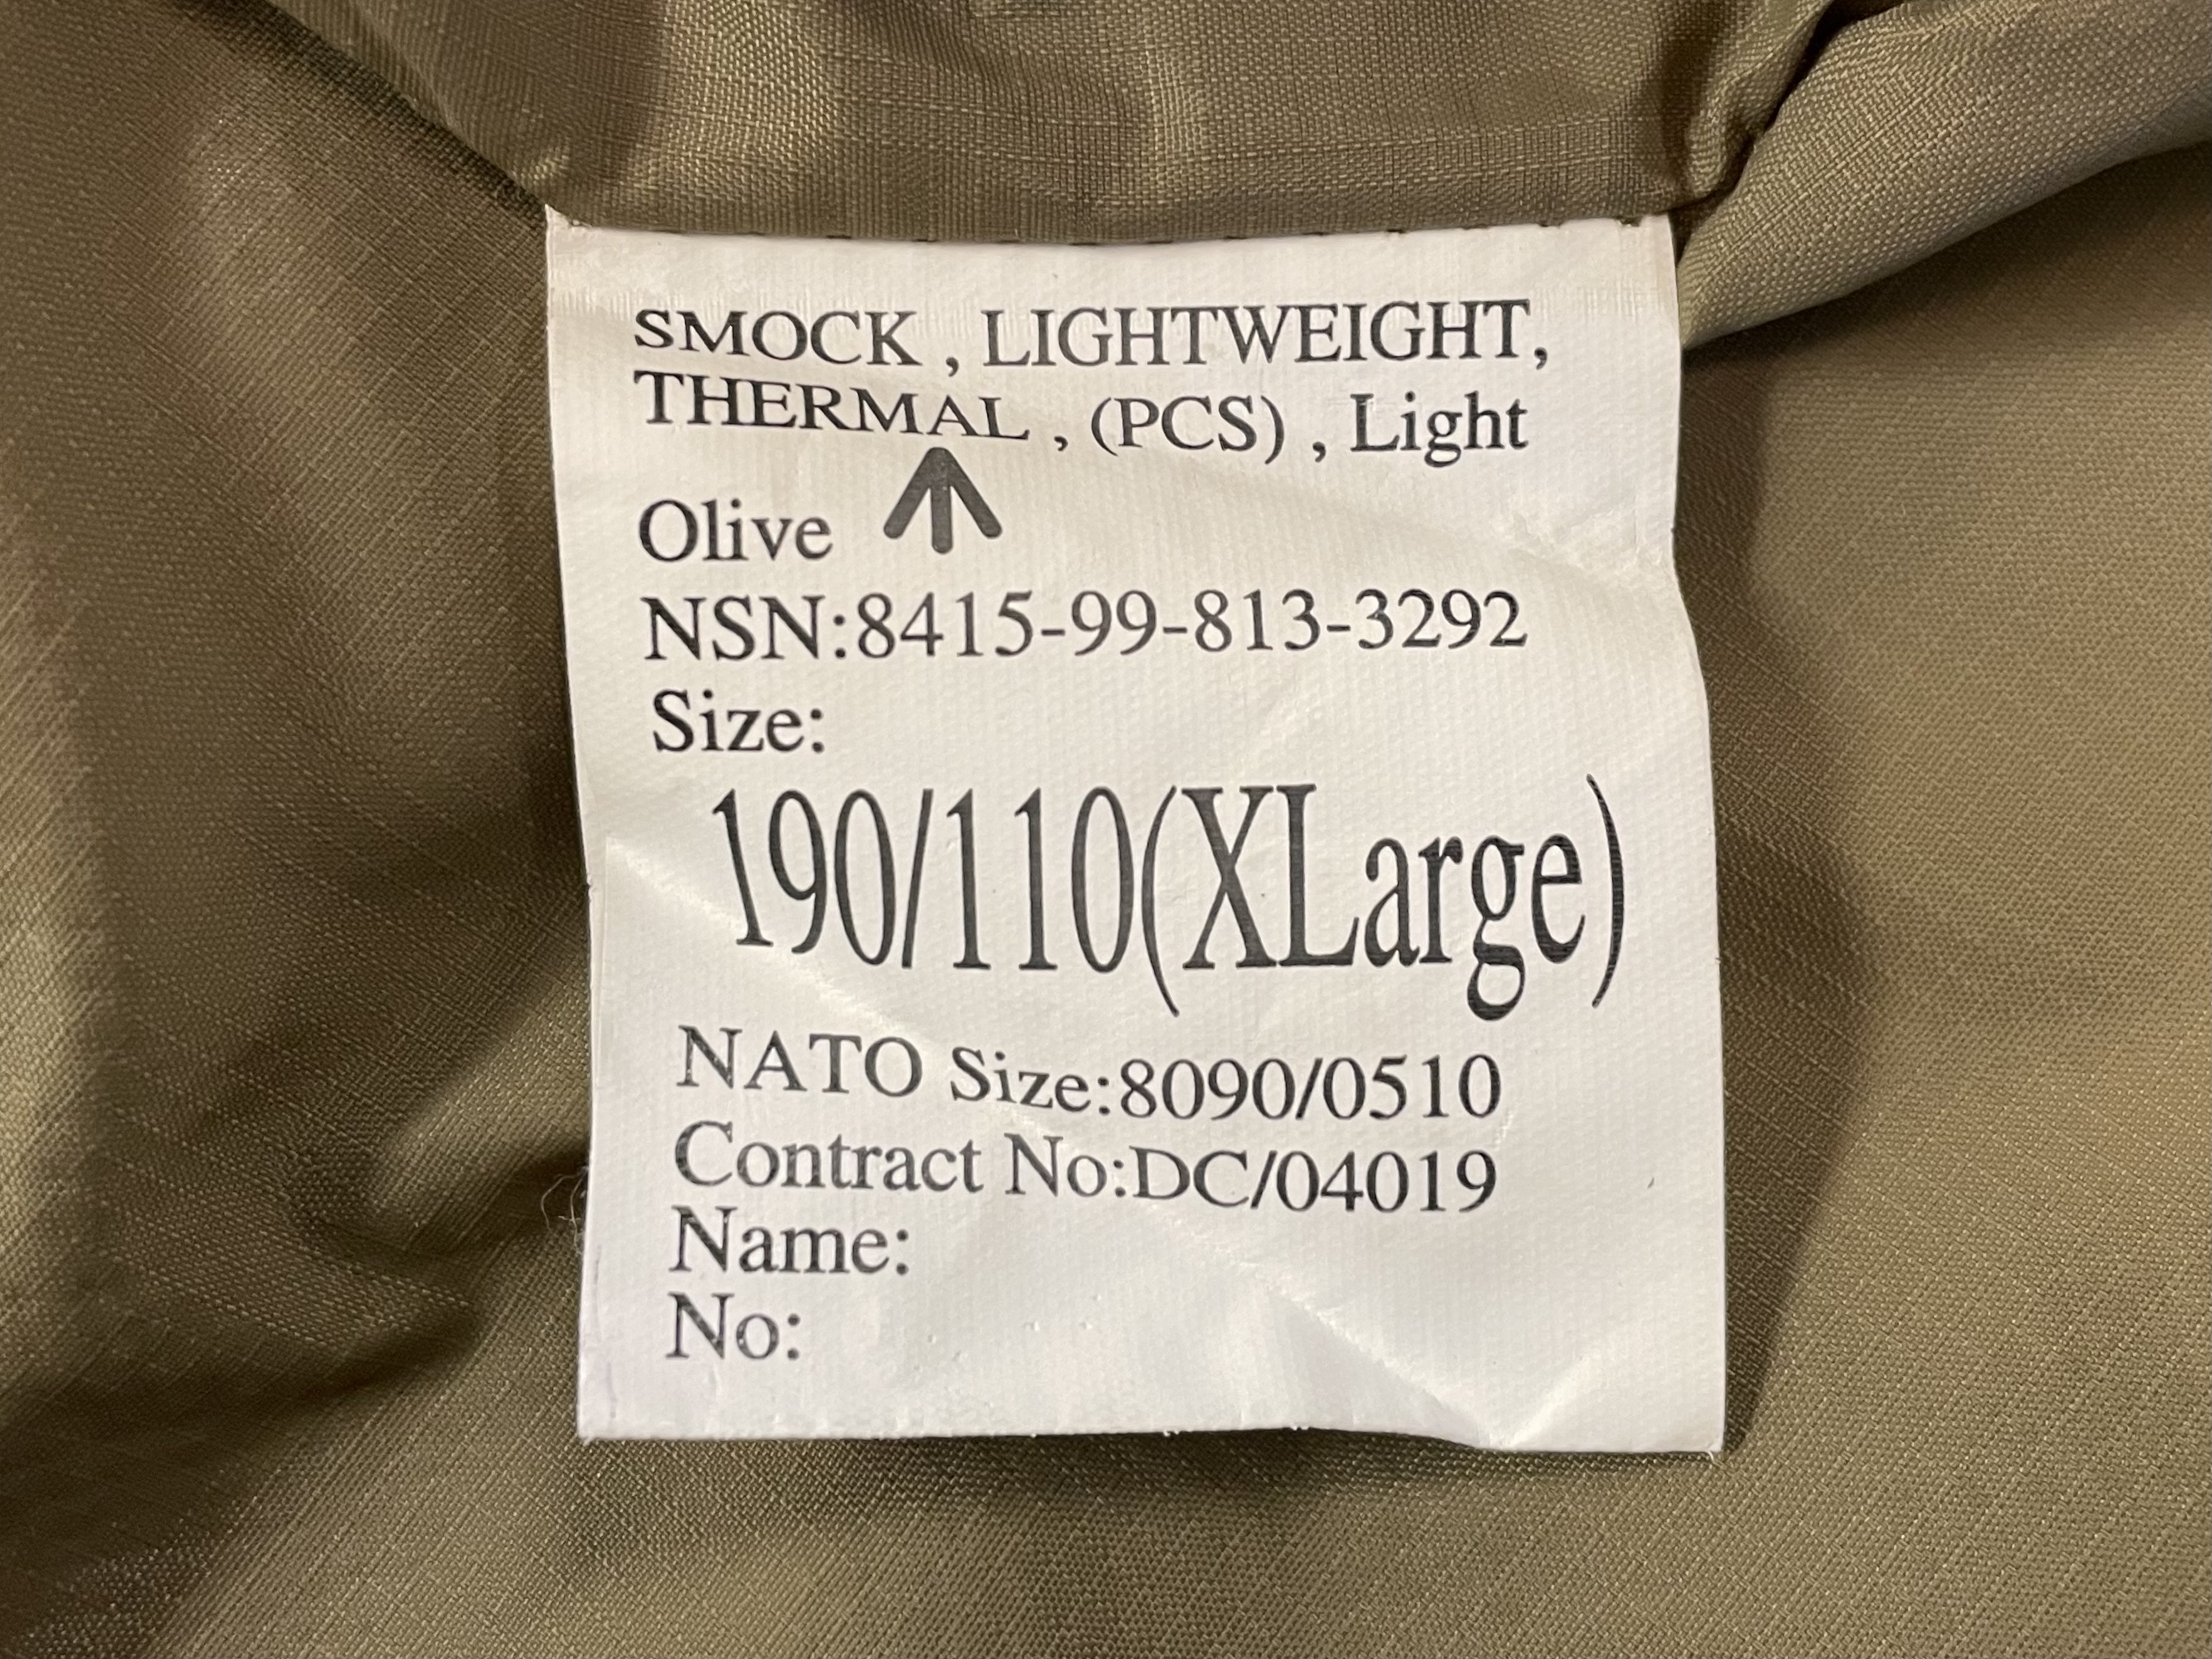 SMOCK , LIGHTWEIGHT,
THERMAL , (PCS) , Light
Olive
NSN:8415-99-813-3292
Size:
190/110(XLarge)
NATO Size:8090/0510
Contract No:DC/04019
Name:
No: